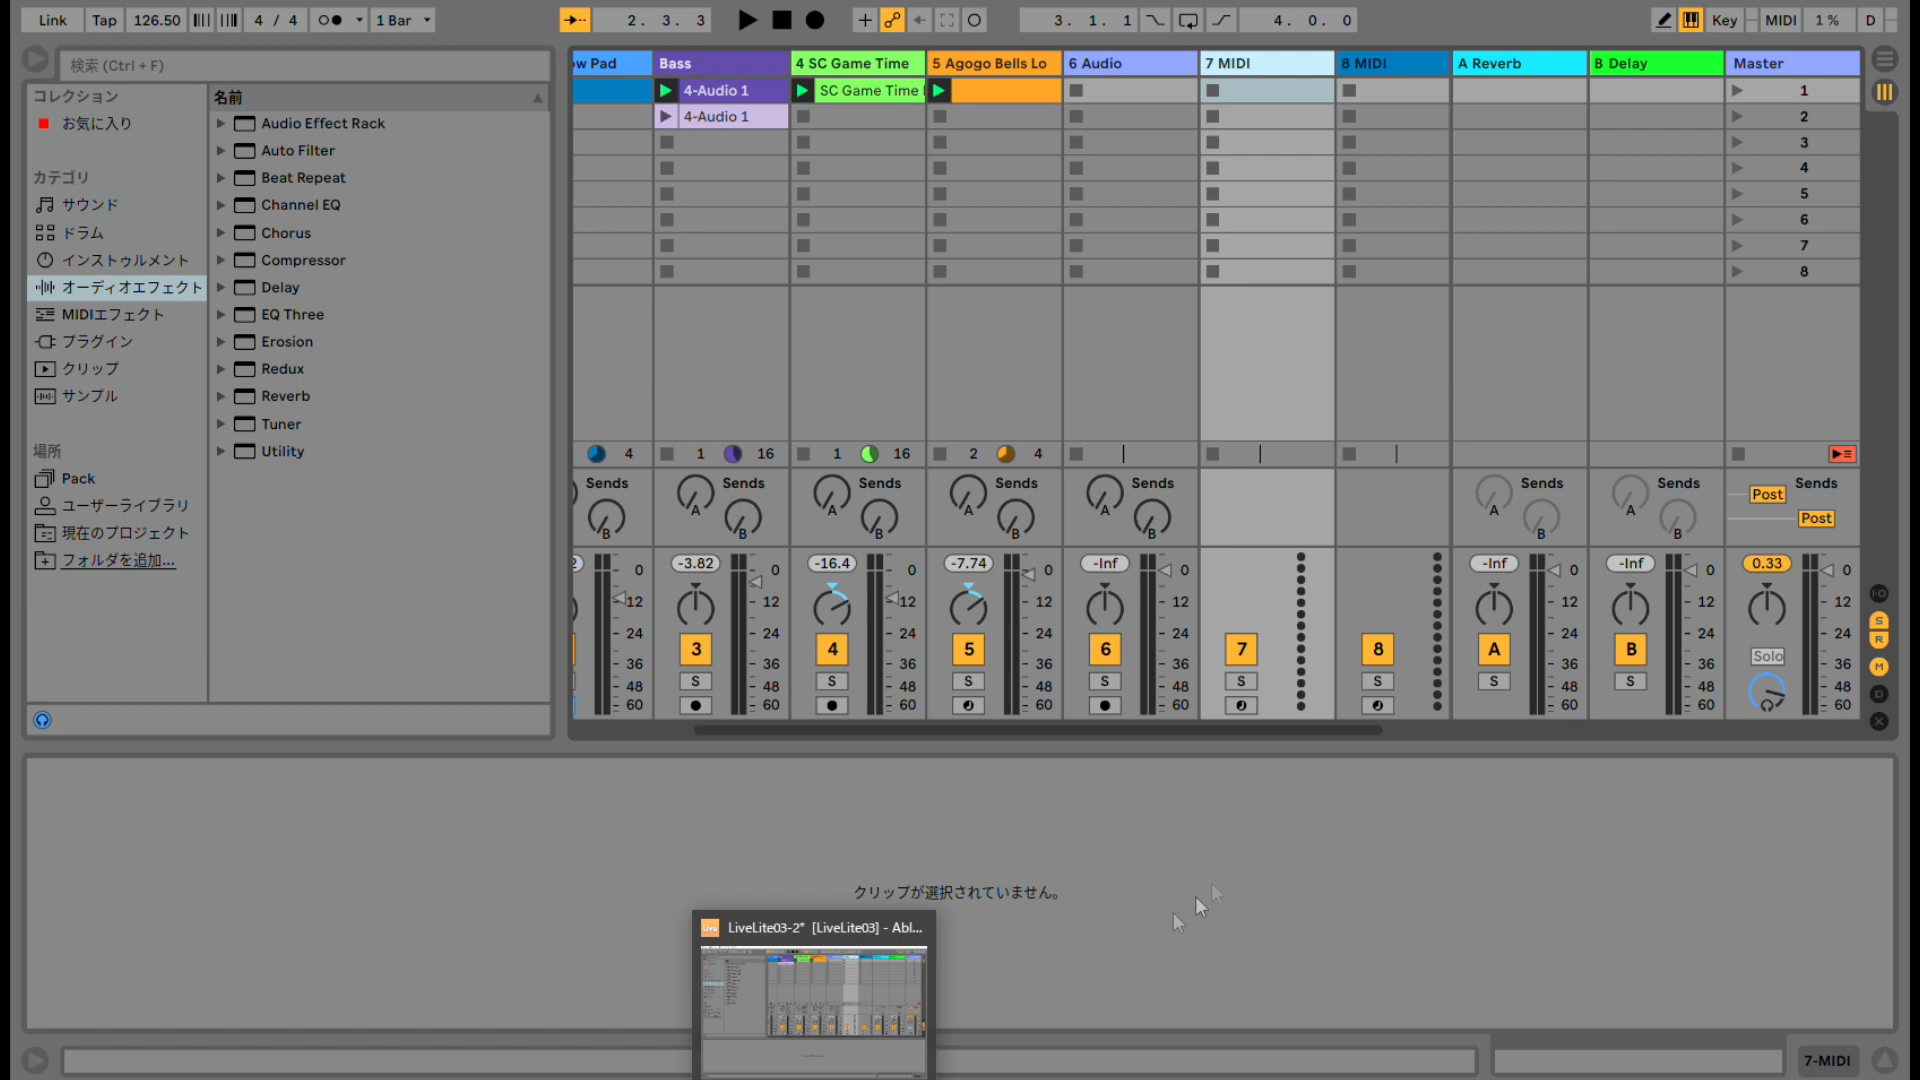 Link Tap 126.50 4 / 4 1 Bar 2. 3. 3 3. 1. 1 4. 0. 0 Key MIDI 1 % D
検索 (Ctrl + F)
コレクション
お気に入り
カテゴリ
サウンド
ドラム
インストゥルメント
オーディオエフェクト
MIDIエフェクト
プラグイン
クリップ
サンプル
場所
Pack
ユーザーライブラリ
現在のプロジェクト
フォルダを追加...
名前
Audio Effect Rack
Auto Filter
Beat Repeat
Channel EQ
Chorus
Compressor
Delay
EQ Three
Erosion
Redux
Reverb
Tuner
Utility
ow Pad Bass 4 SC Game Time 5 Agogo Bells Lo 6 Audio 7 MIDI 8 MIDI A Reverb B Delay Master
4-Audio 1 SC Game Time 1
4-Audio 1 2
3
4
5
6
7
8
4 1 16 1 16 2 4
Sends Sends Sends Sends Sends Sends Sends Sends
A A A A A A Post
B B B B B B B Post
-3.82 -16.4 -7.74 -Inf -Inf -Inf 0.33
0 0 0 0 0 0 0 0
12 12 12 12 12 12 12 12
24 24 24 24 24 24 24 24
3 4 5 6 7 8 A B Solo
36 36 36 36 36 36 36 36
S S S S S S S S
48 48 48 48 48 48 48 48
60 60 60 60 60 60 60 60
I-O
S
R
M
D
X
クリップが選択されていません。
Live LiveLite03-2* [LiveLite03] - Abl...
7-MIDI